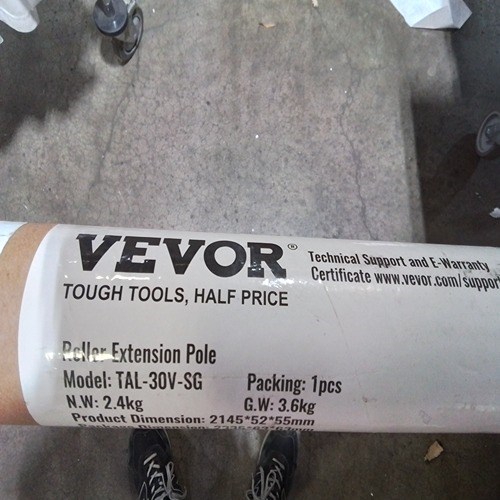 VEVOR®
TOUGH TOOLS, HALF PRICE
Technical Support and E-Warranty
Certificate www.vevor.com/support
Roller Extension Pole
Model: TAL-30V-SG
Packing: 1pcs
N.W: 2.4kg
G.W: 3.6kg
Product Dimension: 2145*52*55mm